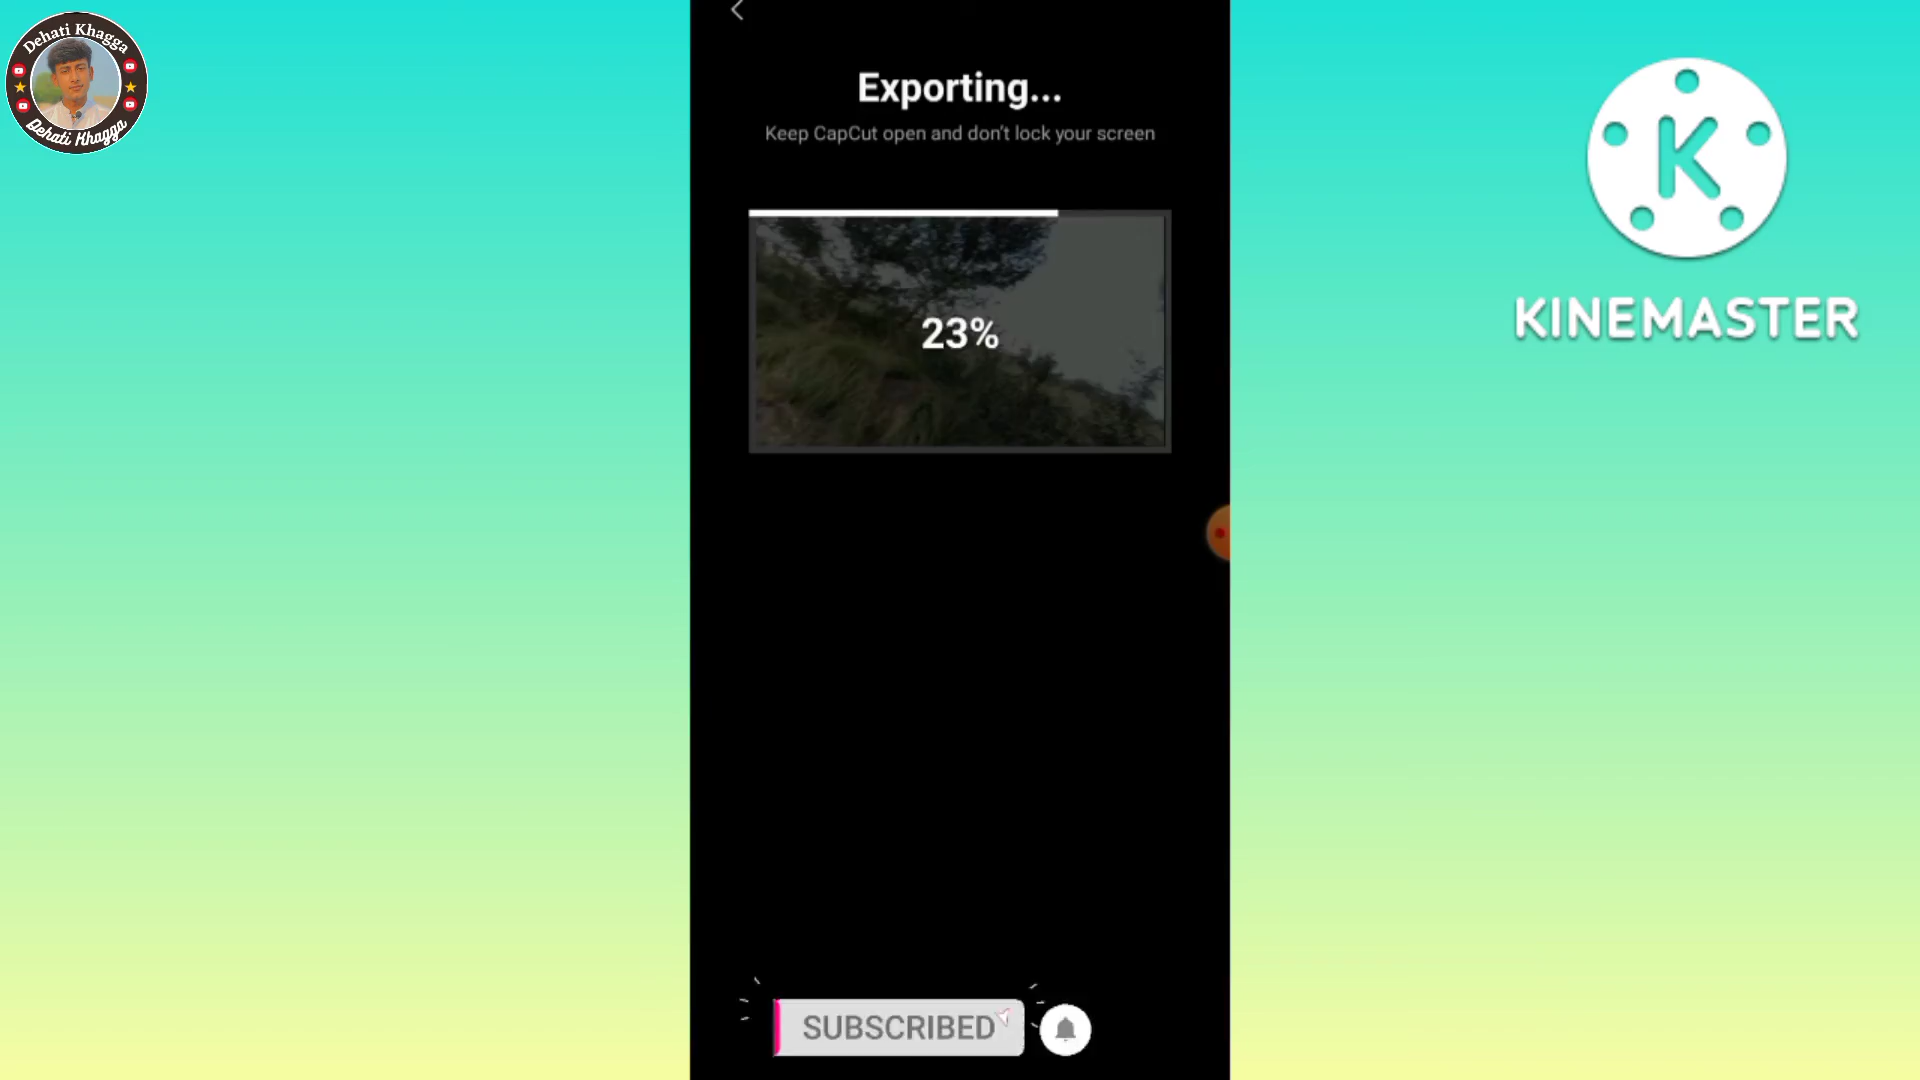 Dehati Khagga
Dehati Khagga
Exporting...
Keep CapCut open and don't lock your screen
23%
K
KINEMASTER
SUBSCRIBED